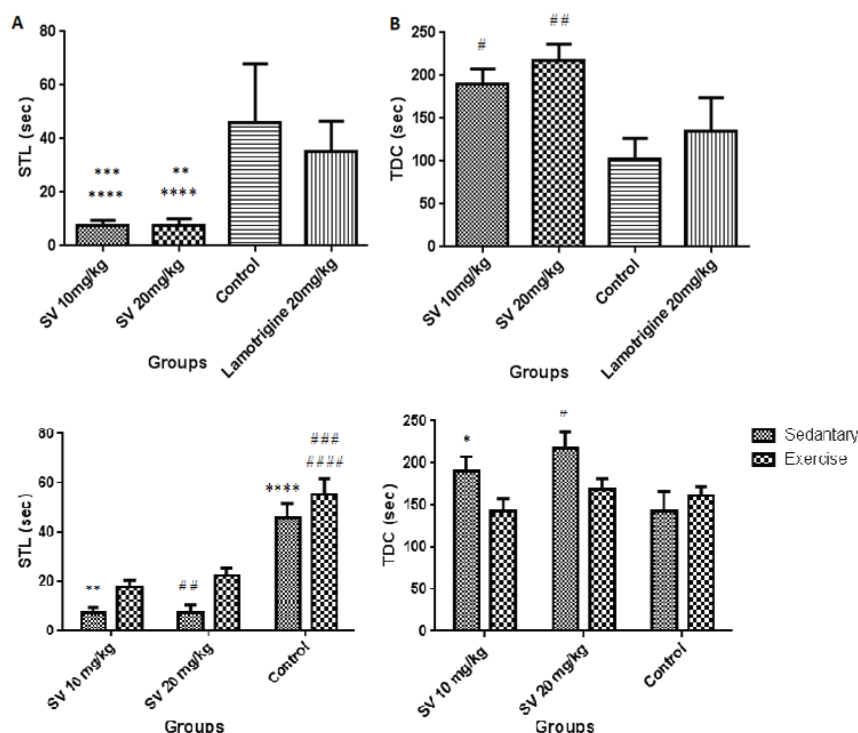 A
STL (sec)
80
60
40
20
0
***
****
**
****
SV 10mg/kg
SV 20mg/kg
Control
Lamotrigine 20mg/kg
Groups
B
TDC (sec)
250
200
150
100
50
0
#
##
SV 10mg/kg
SV 20mg/kg
Control
Lamotrigine 20mg/kg
Groups
STL (sec)
80
60
40
20
0
**
##
****
###
####
SV 10 mg/kg
SV 20 mg/kg
Control
Groups
TDC (sec)
250
200
150
100
50
0
*
#
SV 10 mg/kg
SV 20 mg/kg
Control
Groups
Sedantary
Exercise